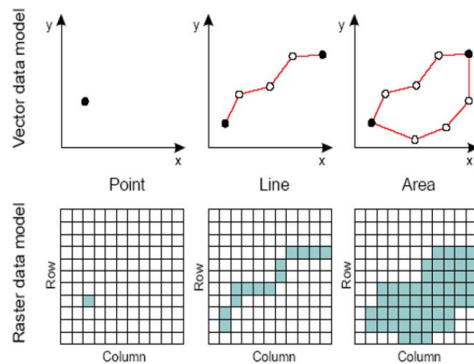 Vector data model
y
x
y
x
y
x
Point
Line
Area
Raster data model
Row
Column
Row
Column
Row
Column